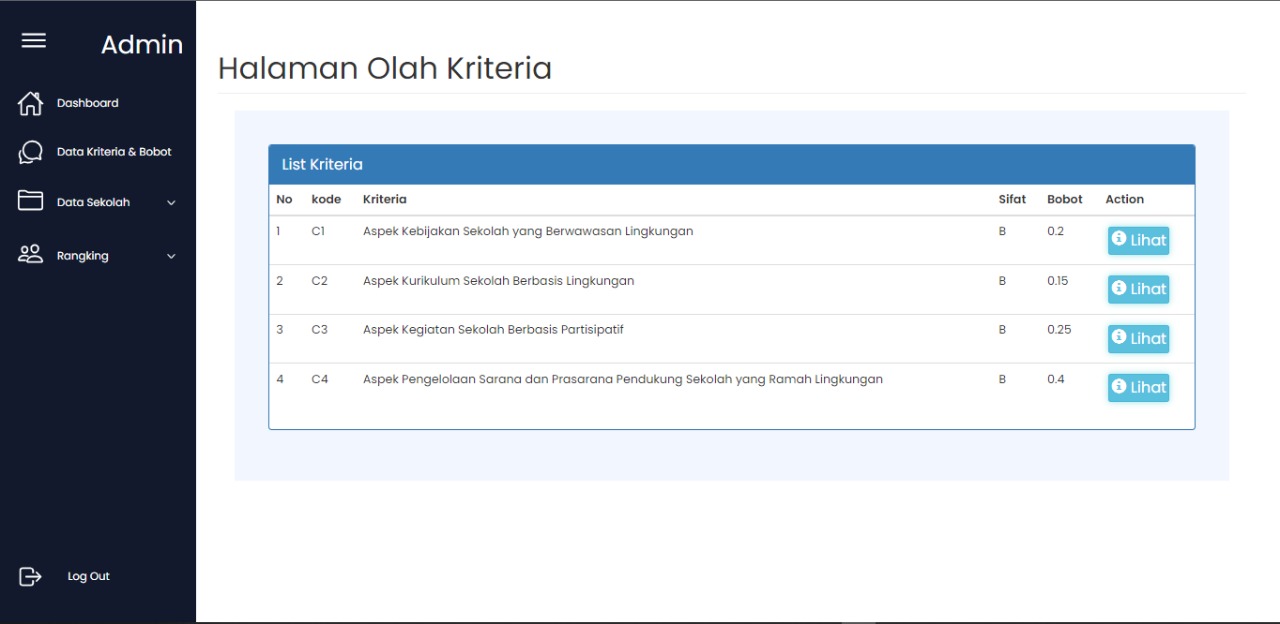 Admin
Dashboard
Data Kriteria & Bobot
Data Sekolah
Rangking
Log Out
Halaman Olah Kriteria
List Kriteria
No kode Kriteria Sifat Bobot Action
1 C1 Aspek Kebijakan Sekolah yang Berwawasan Lingkungan B 0.2 Lihat
2 C2 Aspek Kurikulum Sekolah Berbasis Lingkungan B 0.15 Lihat
3 C3 Aspek Kegiatan Sekolah Berbasis Partisipatif B 0.25 Lihat
4 C4 Aspek Pengelolaan Sarana dan Prasarana Pendukung Sekolah yang Ramah Lingkungan B 0.4 Lihat